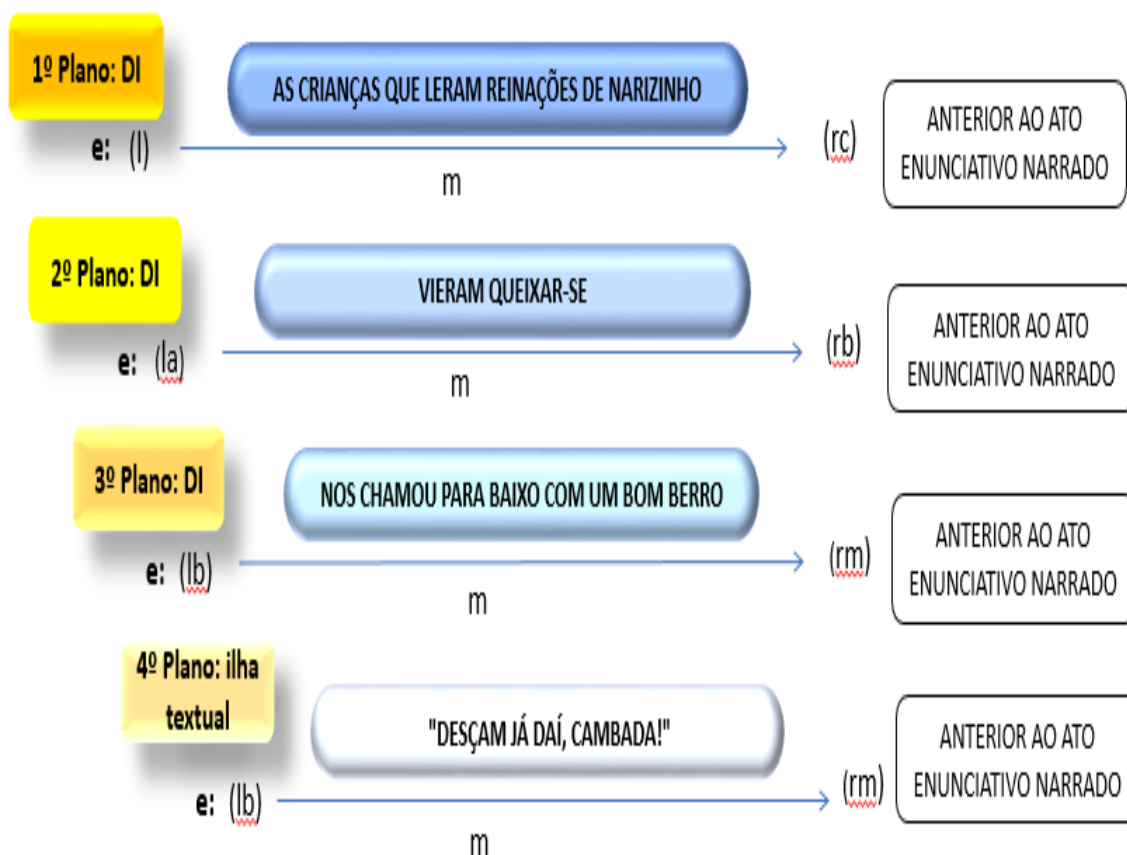 1º Plano: DI
AS CRIANÇAS QUE LERAM REINAÇÕES DE NARIZINHO
e: (l)
m
(rc)
ANTERIOR AO ATO
ENUNCIATIVO NARRADO
2º Plano: DI
VIERAM QUEIXAR-SE
e: (la)
m
(rb)
ANTERIOR AO ATO
ENUNCIATIVO NARRADO
3º Plano: DI
NOS CHAMOU PARA BAIXO COM UM BOM BERRO
e: (lb)
m
(rm)
ANTERIOR AO ATO
ENUNCIATIVO NARRADO
4º Plano: ilha
textual
"DESÇAM JÁ DAÍ, CAMBADA!"
e: (lb)
m
(rm)
ANTERIOR AO ATO
ENUNCIATIVO NARRADO